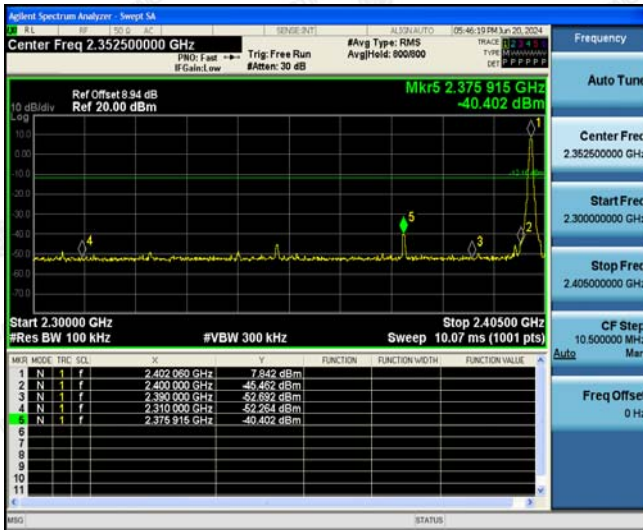 Agilent Spectrum Analyzer - Swept SA
RL RF 50 Ω AC SENSE:INT ALIGNAUTO 05:46:19 PM Jun 20, 2024
Center Freq 2.352500000 GHz
PNO: Fast
IFGain:Low
Trig: Free Run
#Atten: 30 dB
#Avg Type: RMS
Avg|Hold: 800/800
TRACE 1 2 3 4 5 6
TYPE
DET P P P P P P
Frequency
Auto Tune
Center Freq
2.352500000 GHz
Start Freq
2.300000000 GHz
Stop Freq
2.405000000 GHz
CF Step
10.500000 MHz
Auto Man
Freq Offset
0 Hz
Ref Offset 8.94 dB
Ref 20.00 dBm
10 dB/div
Log
Mkr5 2.375 915 GHz
-40.402 dBm
10.0
0.00
-10.0
-20.0
-30.0
-40.0
-50.0
-60.0
-70.0
1
2
3
4
5
Start 2.30000 GHz
#Res BW 100 kHz
#VBW 300 kHz
Stop 2.40500 GHz
Sweep 10.07 ms (1001 pts)
MKR MODE TRC SCL X Y FUNCTION FUNCTION WIDTH FUNCTION VALUE
1 N 1 f 2.402 060 GHz 7.842 dBm
2 N 1 f 2.400 000 GHz -45.462 dBm
3 N 1 f 2.390 000 GHz -52.692 dBm
4 N 1 f 2.310 000 GHz -52.264 dBm
5 N 1 f 2.375 915 GHz -40.402 dBm
6
7
8
9
10
11
MSG STATUS